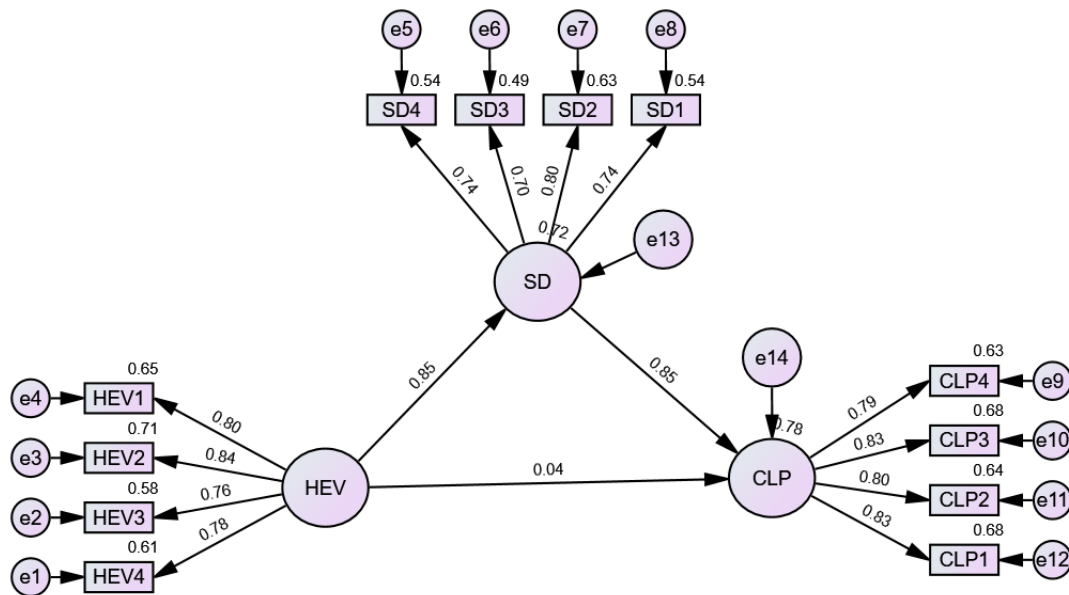 e5 e6 e7 e8
0.54 0.49 0.63 0.54
SD4 SD3 SD2 SD1
0.74 0.70 0.80 0.74
0.72
e13
SD
0.85
0.85
e14
0.78
CLP
0.04
HEV
0.65
e4 HEV1
0.80
0.71
e3 HEV2
0.84
0.58
e2 HEV3
0.76
0.61
e1 HEV4
0.78
0.63
0.79
CLP4 e9
0.68
0.83
CLP3 e10
0.64
0.80
CLP2 e11
0.68
0.83
CLP1 e12